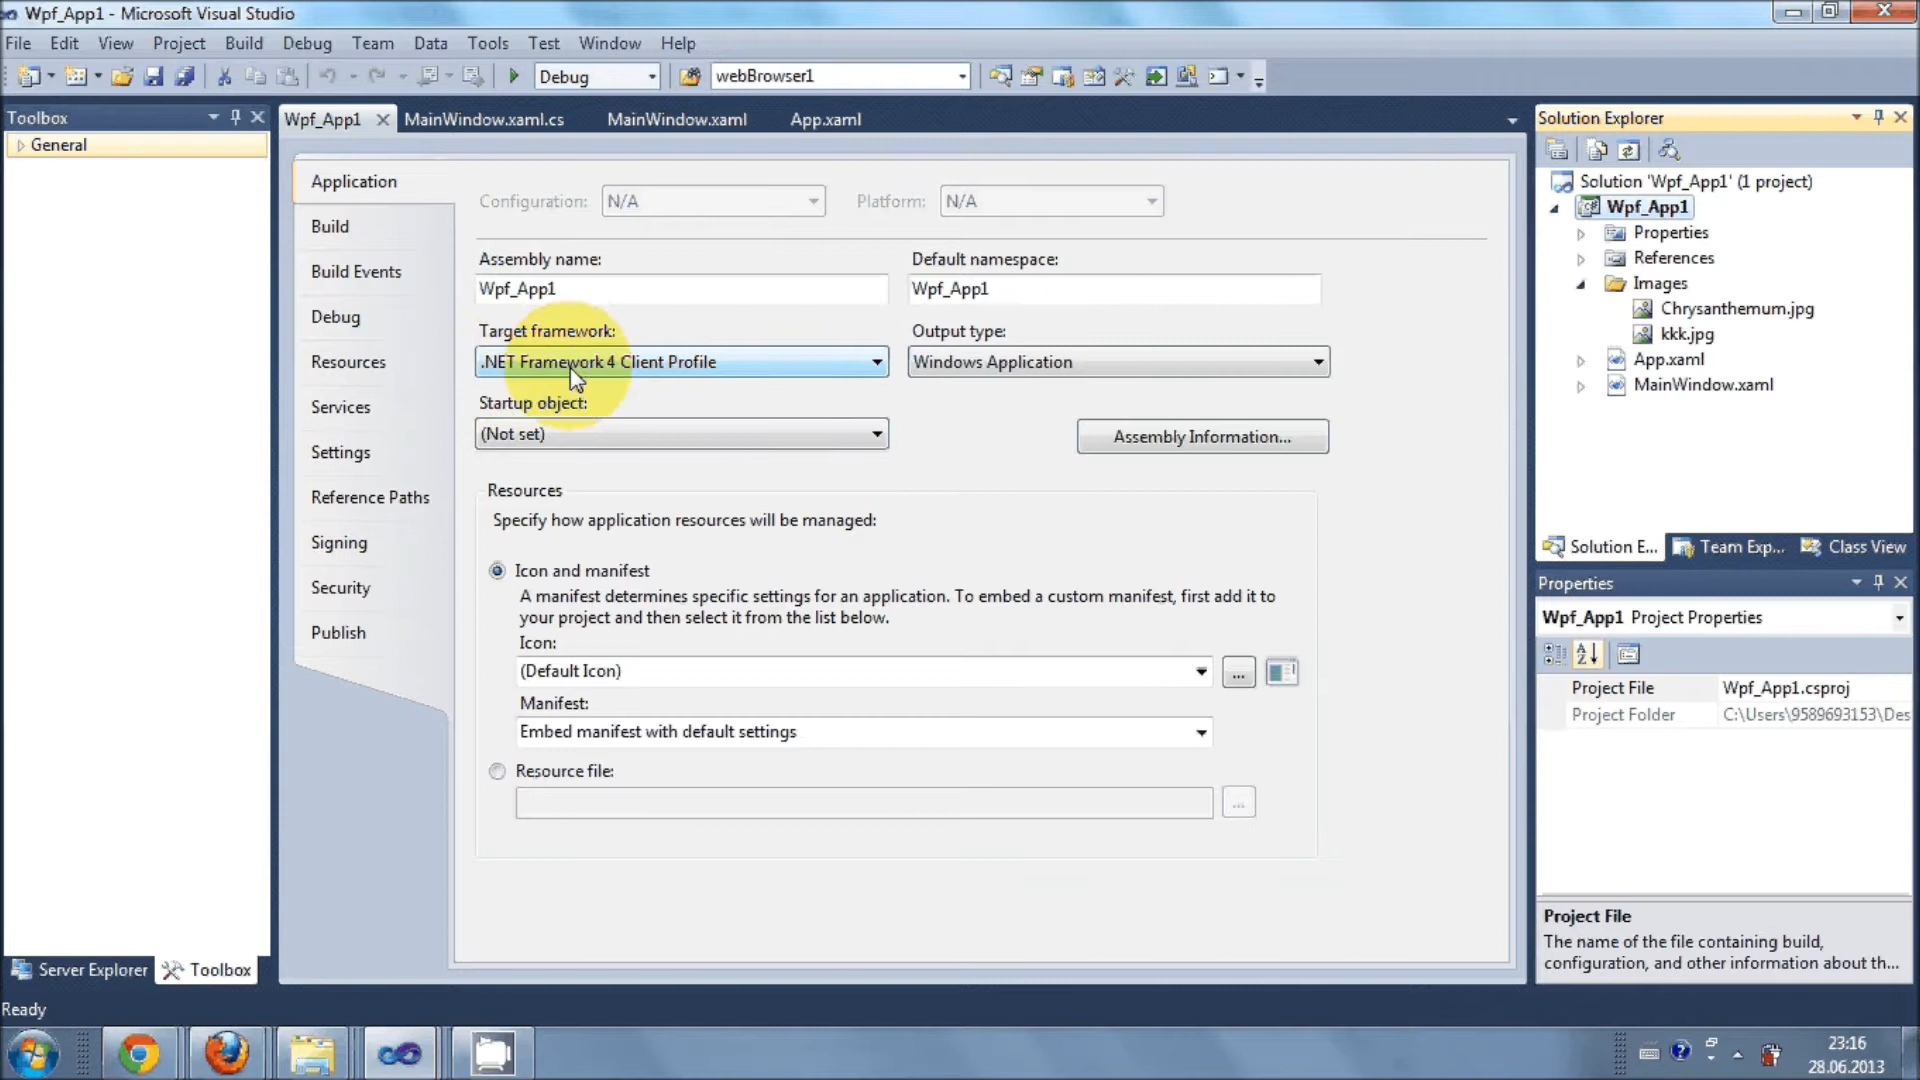 Wpf_App1 - Microsoft Visual Studio
File Edit View Project Build Debug Team Data Tools Test Window Help
Debug webBrowser1
Toolbox
General
Wpf_App1 MainWindow.xaml.cs MainWindow.xaml App.xaml
Application
Build
Build Events
Debug
Resources
Services
Settings
Reference Paths
Signing
Security
Publish
Configuration: N/A Platform: N/A
Assembly name: Default namespace:
Wpf_App1 Wpf_App1
Target framework: Output type:
.NET Framework 4 Client Profile Windows Application
Startup object:
(Not set) Assembly Information...
Resources
Specify how application resources will be managed:
Icon and manifest
A manifest determines specific settings for an application. To embed a custom manifest, first add it to
your project and then select it from the list below.
Icon:
(Default Icon) ...
Manifest:
Embed manifest with default settings
Resource file:
...
Solution Explorer
Solution 'Wpf_App1' (1 project)
Wpf_App1
Properties
References
Images
Chrysanthemum.jpg
kkk.jpg
App.xaml
MainWindow.xaml
Solution E... Team Exp... Class View
Properties
Wpf_App1 Project Properties
Project File Wpf_App1.csproj
Project Folder C:\Users\9589693153\Des
Project File
The name of the file containing build,
configuration, and other information about th...
Server Explorer Toolbox
Ready
23:16
28.06.2013